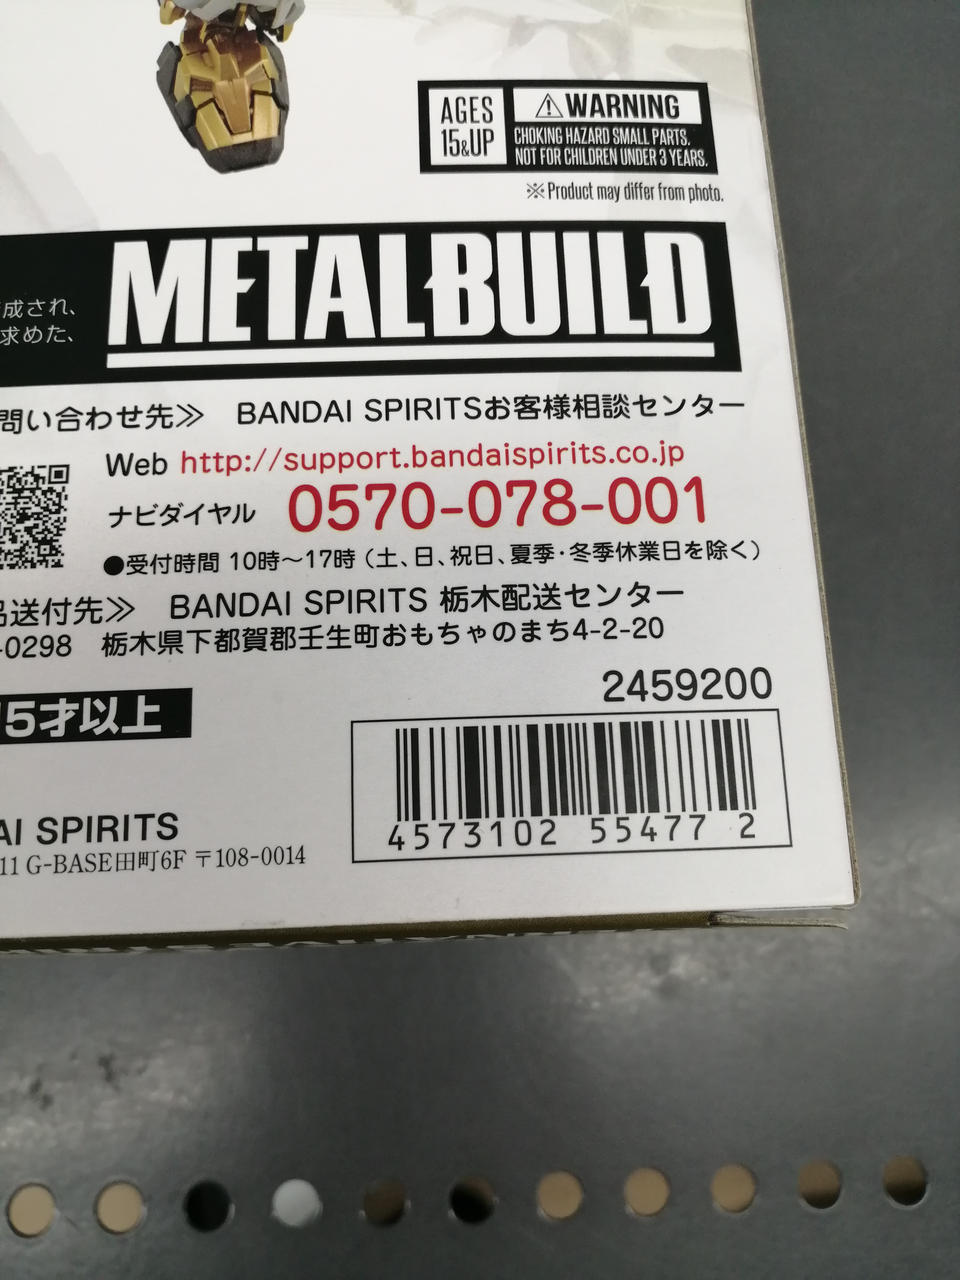 AGES
15&UP
⚠WARNING
CHOKING HAZARD SMALL PARTS.
NOT FOR CHILDREN UNDER 3 YEARS.
※Product may differ from photo.
成され、
求めた、
METAL BUILD
問い合わせ先≫ BANDAI SPIRITSお客様相談センター
Web http://support.bandaispirits.co.jp
ナビダイヤル 0570-078-001
●受付時間 10時〜17時（土、日、祝日、夏季・冬季休業日を除く）
送付先≫ BANDAI SPIRITS 栃木配送センター
-0298 栃木県下都賀郡壬生町おもちゃのまち4-2-20
2459200
15才以上
4573102 55477 2
AI SPIRITS
11 G-BASE田町6F 〒108-0014